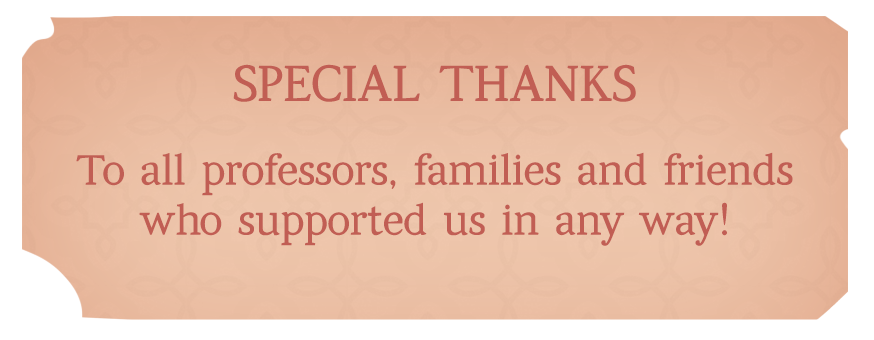 SPECIAL THANKS
To all professors, families and friends
who supported us in any way!